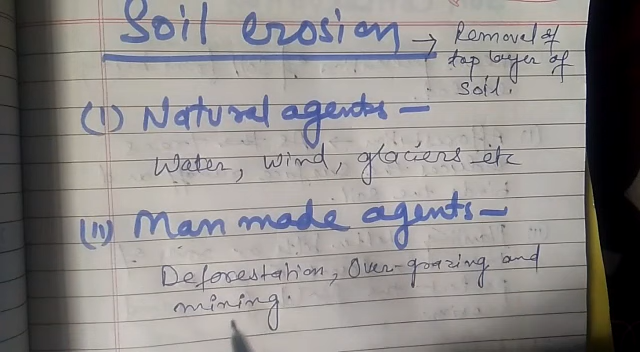 Soil erosion → Removal of
top layer of
soil.
(I) Natural agents -
Water, wind, glaciers etc
(II) Man made agents -
Deforestation, Over-grazing and
mining.